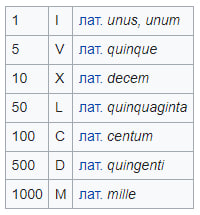 1 I лат. unus, unum
5 V лат. quinque
10 X лат. decem
50 L лат. quinquaginta
100 C лат. centum
500 D лат. quingenti
1000 M лат. mille